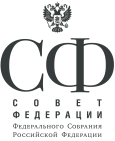 СФ
СОВЕТ
ФЕДЕРАЦИИ
Федерального Собрания
Российской Федерации